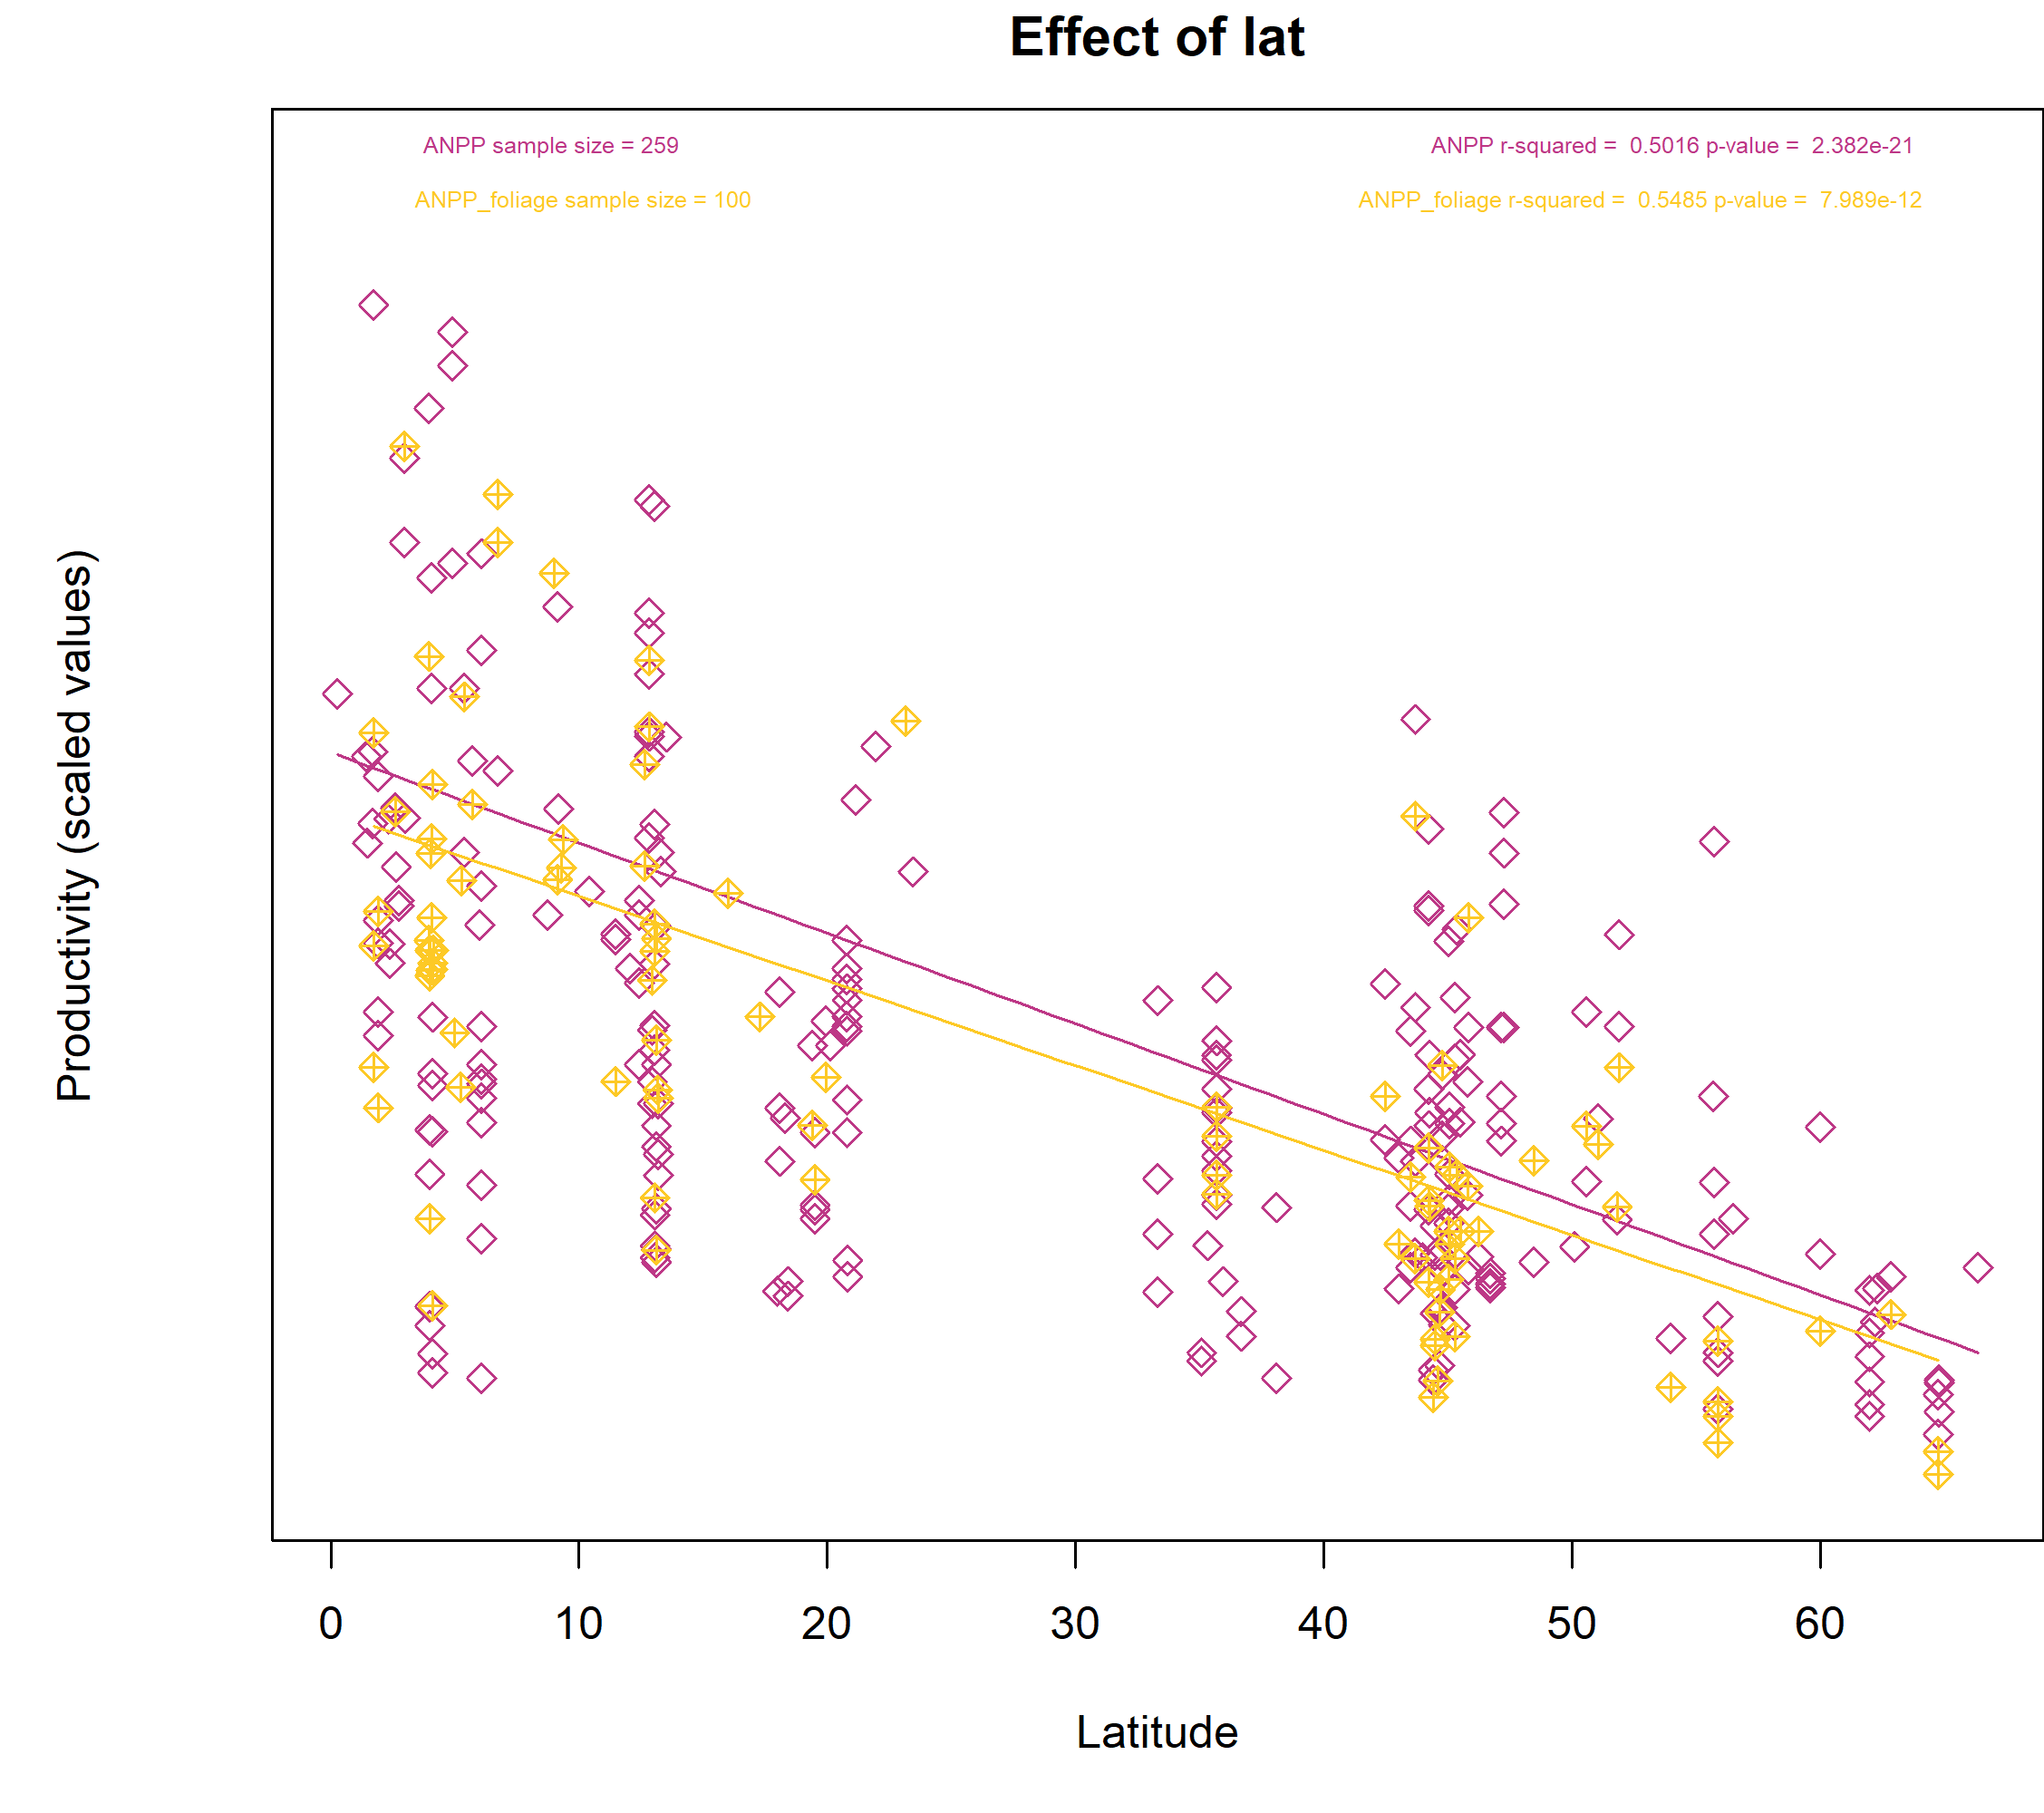 Effect of lat
ANPP sample size = 259
ANPP r-squared =  0.5016 p-value =  2.382e-21
ANPP_foliage sample size = 100
ANPP_foliage r-squared =  0.5485 p-value =  7.989e-12
Productivity (scaled values)
0 10 20 30 40 50 60
Latitude